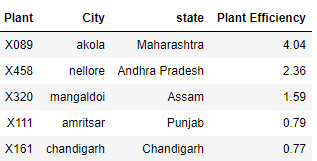 Plant City state Plant Efficiency
X089 akola Maharashtra 4.04
X458 nellore Andhra Pradesh 2.36
X320 mangaldoi Assam 1.59
X111 amritsar Punjab 0.79
X161 chandigarh Chandigarh 0.77